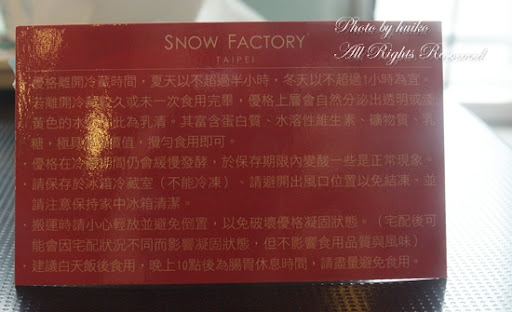 Photo by haiko
All Rights Reserved
SNOW FACTORY
TAIPEI
優格離開冷藏時間，夏天以不超過半小時，冬天以不超過1小時為宜。
若離開冷藏較久或未一次食用完畢，優格上層會自然分泌出透明或淺
黃色的水 比為乳清。其富含蛋白質、水溶性維生素、礦物質、乳
糖，極具 價值，攪勻食用即可。
・優格在冷藏期間仍會緩慢發酵，於保存期限內變酸一些是正常現象。
・請保存於冰箱冷藏室（不能冷凍）、請避開出風口位置以免結凍，並
請注意保持家中冰箱清潔。
・搬運時請小心輕放並避免倒置，以免破壞優格凝固狀態。（宅配後可
能會因宅配狀況不同而影響凝固狀態，但不影響食用品質與風味）
・建議白天飯後食用，晚上10點後為腸胃休息時間，請盡量避免食用。